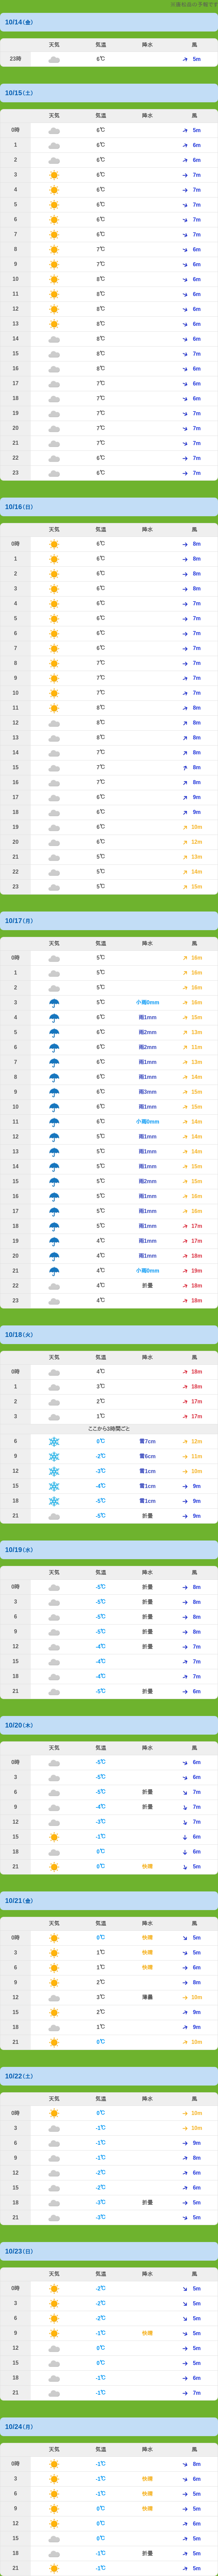 ※康和高の予報です
10/14(金)
天気 気温 降水 風
23時 6℃ 5m
10/15(土)
天気 気温 降水 風
0時 6℃ 5m
1 6℃ 6m
2 6℃ 6m
3 6℃ 7m
4 6℃ 7m
5 6℃ 7m
6 6℃ 7m
7 6℃ 7m
8 7℃ 6m
9 7℃ 6m
10 8℃ 6m
11 8℃ 6m
12 8℃ 6m
13 8℃ 6m
14 8℃ 6m
15 8℃ 7m
16 8℃ 6m
17 7℃ 6m
18 7℃ 6m
19 7℃ 7m
20 7℃ 7m
21 7℃ 7m
22 6℃ 7m
23 6℃ 7m
10/16(日)
天気 気温 降水 風
0時 6℃ 8m
1 6℃ 8m
2 6℃ 8m
3 6℃ 8m
4 6℃ 7m
5 6℃ 7m
6 6℃ 7m
7 6℃ 7m
8 7℃ 7m
9 7℃ 7m
10 7℃ 7m
11 8℃ 8m
12 8℃ 8m
13 8℃ 8m
14 7℃ 8m
15 7℃ 8m
16 7℃ 8m
17 6℃ 9m
18 6℃ 9m
19 6℃ 10m
20 6℃ 12m
21 5℃ 13m
22 5℃ 14m
23 5℃ 15m
10/17(月)
天気 気温 降水 風
0時 5℃ 16m
1 5℃ 16m
2 5℃ 16m
3 5℃ 小雨0mm 16m
4 6℃ 雨1mm 15m
5 6℃ 雨2mm 13m
6 6℃ 雨2mm 11m
7 6℃ 雨1mm 13m
8 6℃ 雨1mm 14m
9 6℃ 雨3mm 15m
10 6℃ 雨1mm 15m
11 6℃ 小雨0mm 14m
12 5℃ 雨1mm 14m
13 5℃ 雨1mm 14m
14 5℃ 雨1mm 15m
15 5℃ 雨2mm 15m
16 5℃ 雨1mm 16m
17 5℃ 雨1mm 16m
18 5℃ 雨1mm 17m
19 4℃ 雨1mm 17m
20 4℃ 雨1mm 18m
21 4℃ 小雨0mm 19m
22 4℃ 折曇 18m
23 4℃ 18m
10/18(火)
天気 気温 降水 風
0時 4℃ 18m
1 3℃ 18m
2 2℃ 17m
3 1℃ 17m
ここから3時間ごと
6 0℃ 雪7cm 12m
9 -2℃ 雪6cm 11m
12 -3℃ 雪1cm 10m
15 -4℃ 雪1cm 9m
18 -5℃ 雪1cm 9m
21 -5℃ 折曇 9m
10/19(水)
天気 気温 降水 風
0時 -5℃ 折曇 8m
3 -5℃ 折曇 8m
6 -5℃ 折曇 8m
9 -5℃ 折曇 8m
12 -4℃ 折曇 7m
15 -4℃ 7m
18 -4℃ 7m
21 -5℃ 折曇 6m
10/20(木)
天気 気温 降水 風
0時 -5℃ 6m
3 -5℃ 6m
6 -5℃ 折曇 7m
9 -4℃ 折曇 7m
12 -3℃ 7m
15 -1℃ 6m
18 0℃ 6m
21 0℃ 快晴 5m
10/21(金)
天気 気温 降水 風
0時 0℃ 快晴 5m
3 1℃ 快晴 5m
6 1℃ 快晴 6m
9 2℃ 8m
12 3℃ 薄曇 10m
15 2℃ 9m
18 1℃ 9m
21 0℃ 10m
10/22(土)
天気 気温 降水 風
0時 0℃ 10m
3 -1℃ 10m
6 -1℃ 9m
9 -1℃ 8m
12 -2℃ 6m
15 -2℃ 6m
18 -3℃ 折曇 5m
21 -3℃ 5m
10/23(日)
天気 気温 降水 風
0時 -2℃ 5m
3 -2℃ 5m
6 -2℃ 5m
9 -1℃ 快晴 5m
12 0℃ 5m
15 0℃ 5m
18 -1℃ 6m
21 -1℃ 7m
10/24(月)
天気 気温 降水 風
0時 -1℃ 8m
3 -1℃ 快晴 6m
6 -1℃ 快晴 5m
9 0℃ 快晴 5m
12 0℃ 6m
15 0℃ 5m
18 -1℃ 折曇 5m
21 -1℃ 5m